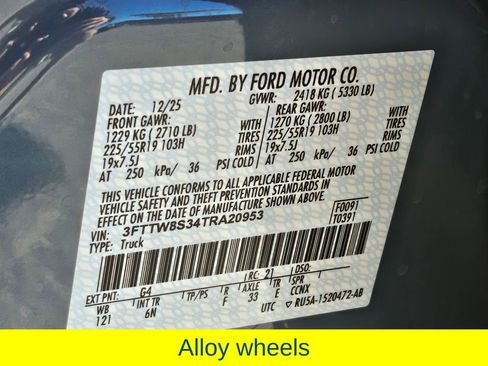 MFD. BY FORD MOTOR CO.
DATE: 12/25 GVWR: 2418 KG ( 5330 LB)
FRONT GAWR: REAR GAWR:
1229 KG ( 2710 LB) WITH 1270 KG ( 2800 LB) WITH
225/55R19 103H TIRES 225/55R19 103H TIRES
19x7.5J RIMS 19x7.5J RIMS
AT 250 kPa/ 36 PSI COLD AT 250 kPa/ 36 PSI COLD
THIS VEHICLE CONFORMS TO ALL APPLICABLE FEDERAL MOTOR
VEHICLE SAFETY AND THEFT PREVENTION STANDARDS IN
EFFECT ON THE DATE OF MANUFACTURE SHOWN ABOVE.
VIN: 3FTTW8S34TRA20953 F0091
TYPE: Truck T0391
EXT PNT: G4 RC: 21 DSO:
WB INT TR TP/PS R AXLE TR SPR
121 6N F 33 E CCNX
UTC RU5A-1520472-AB
Alloy wheels